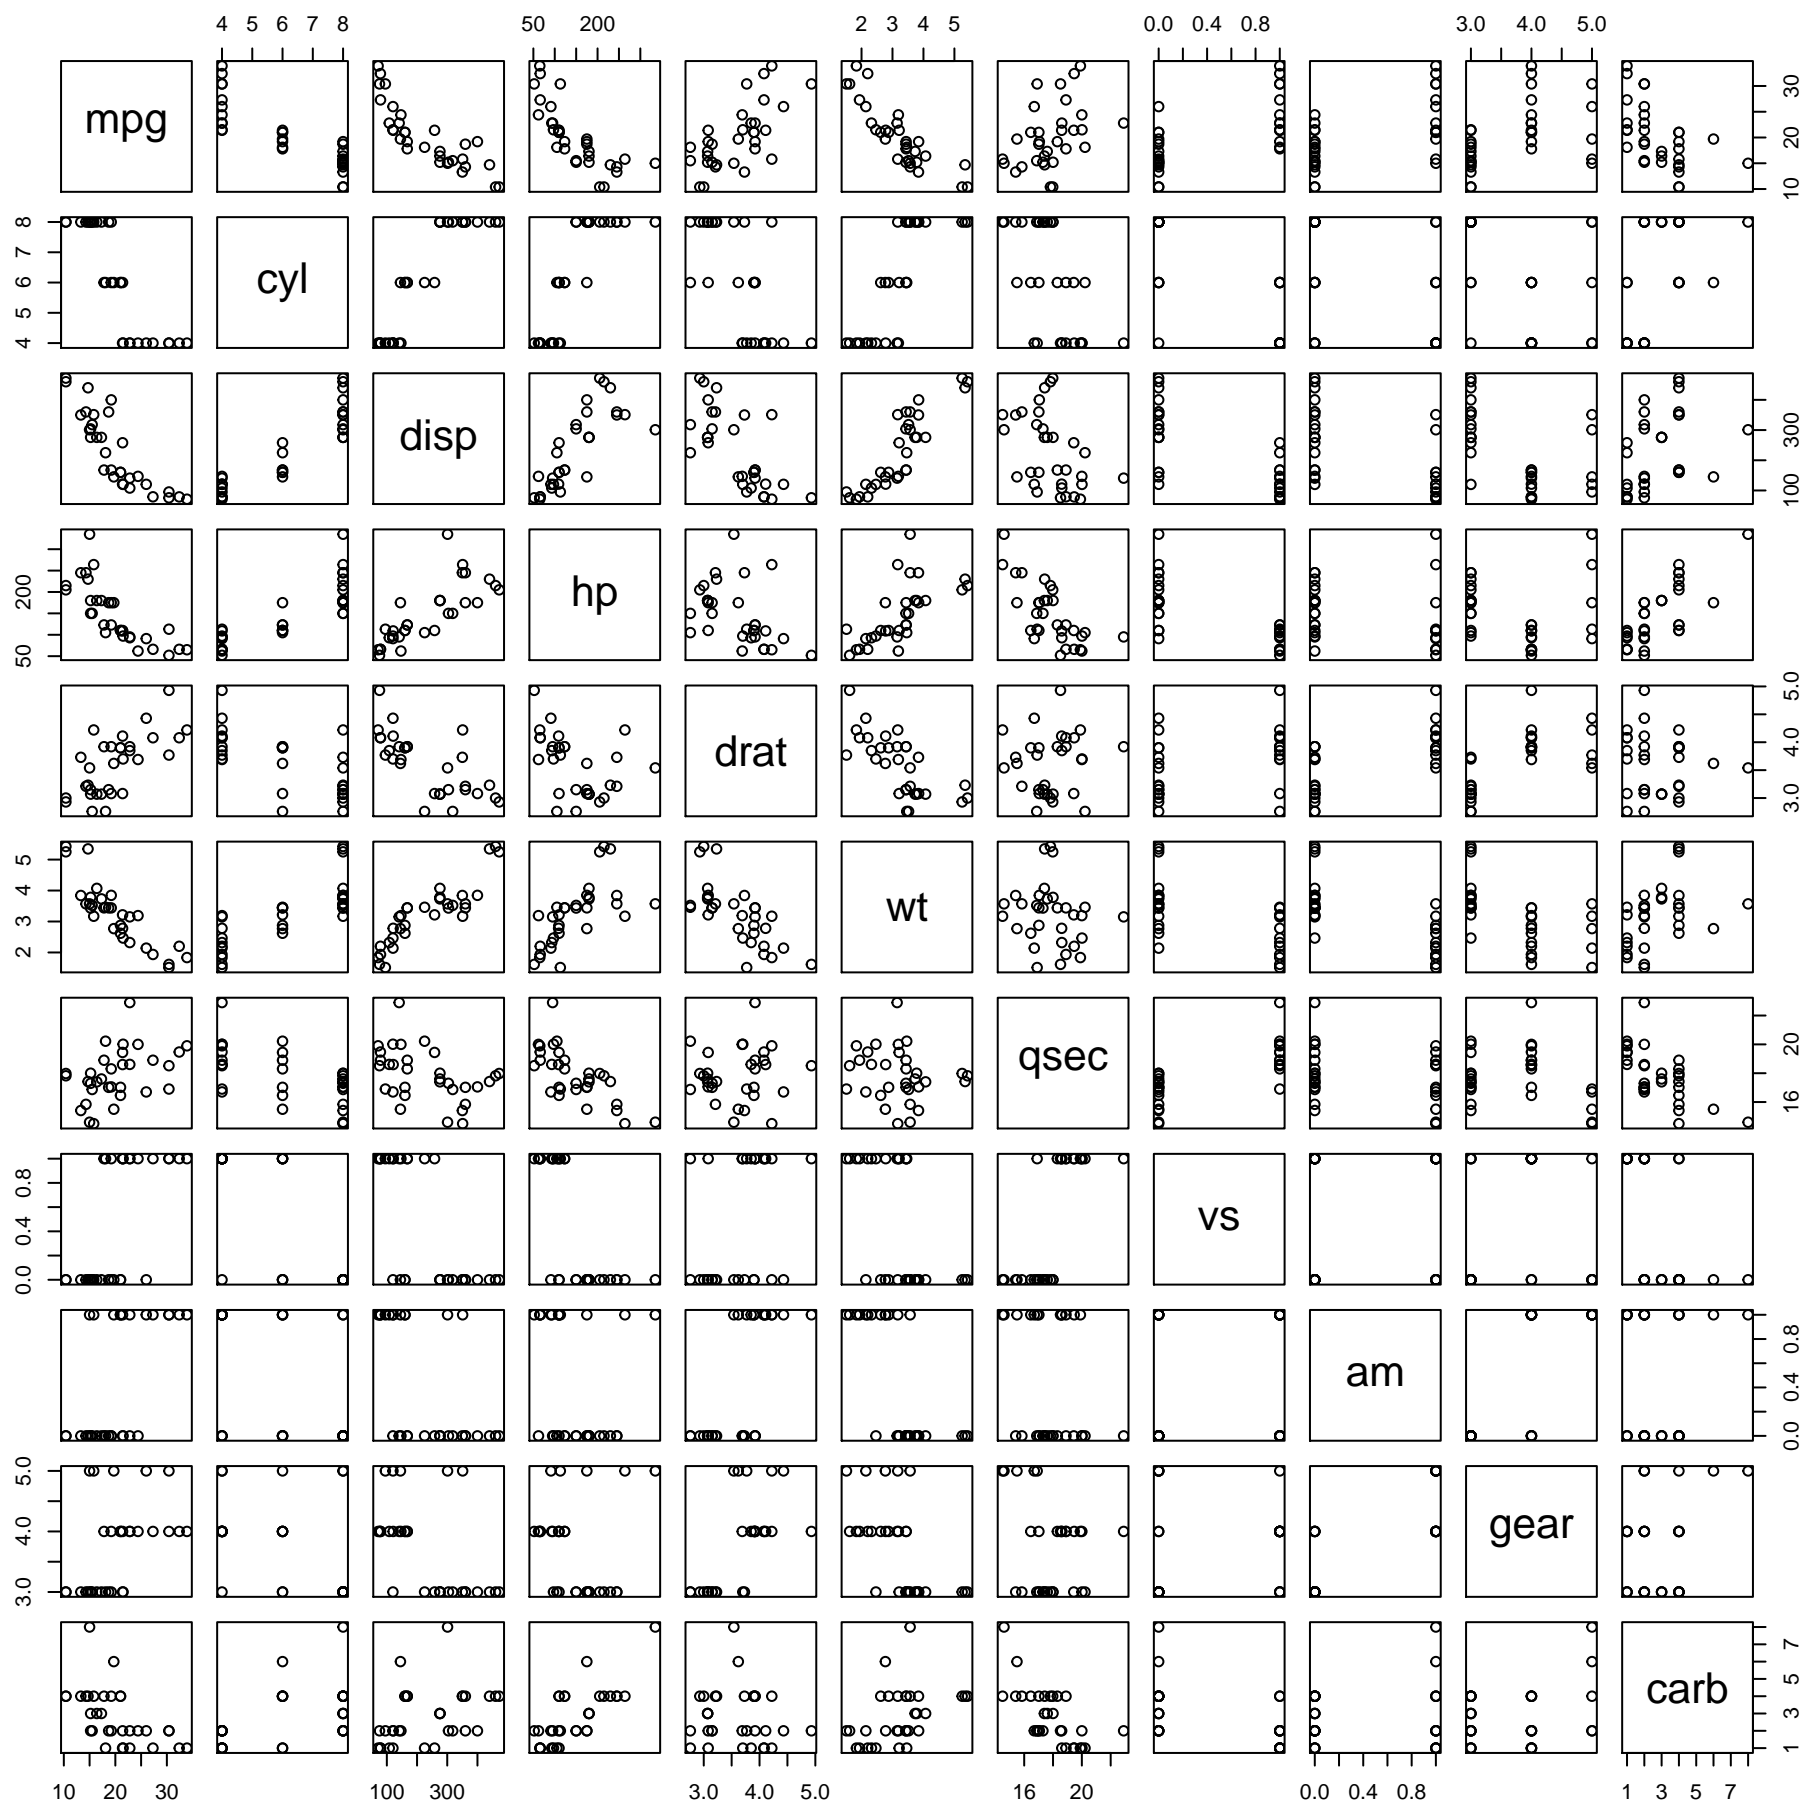 4 5 6 7 8 50 200 2 3 4 5 0.0 0.4 0.8 3.0 4.0 5.0
mpg 10 20 30
4 5 6 7 8 cyl
disp 100 300
50 200 hp
drat 3.0 4.0 5.0
2 3 4 5 wt
qsec 16 20
0.0 0.4 0.8 vs
am 0.0 0.4 0.8
3.0 4.0 5.0 gear
carb 1 3 5 7
10 20 30 100 300 3.0 4.0 5.0 16 20 0.0 0.4 0.8 1 3 5 7